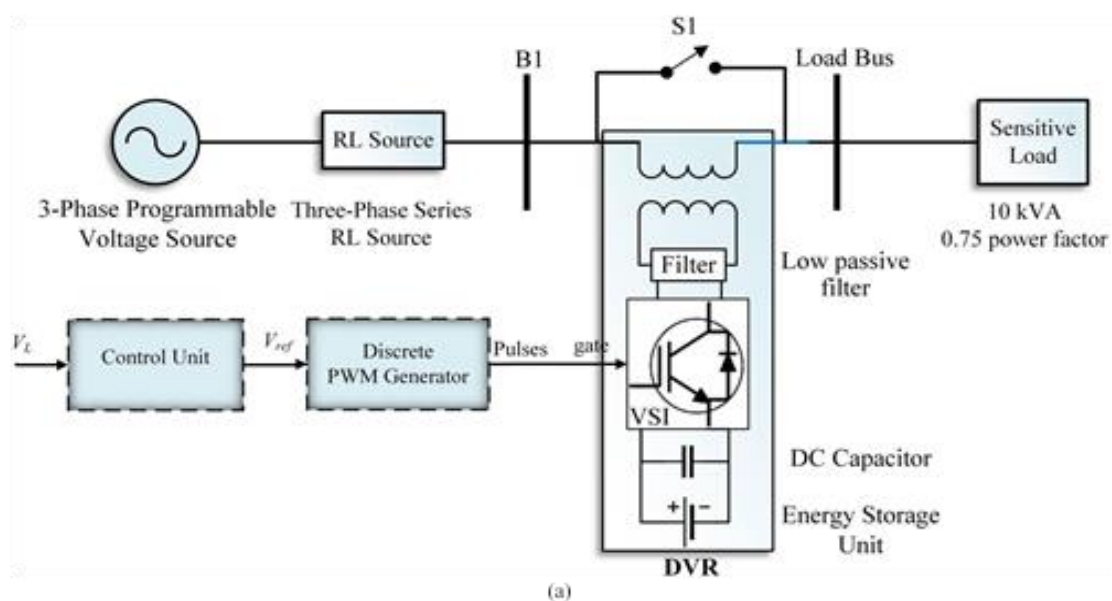 S1
B1
Load Bus
RL Source
Sensitive
Load
3-Phase Programmable
Voltage Source
Three-Phase Series
RL Source
10 kVA
0.75 power factor
Filter
Low passive
filter
V_L
Control Unit
V_ref
Discrete
PWM Generator
Pulses
gate
VSI
DC Capacitor
+ −
Energy Storage
Unit
DVR
(a)